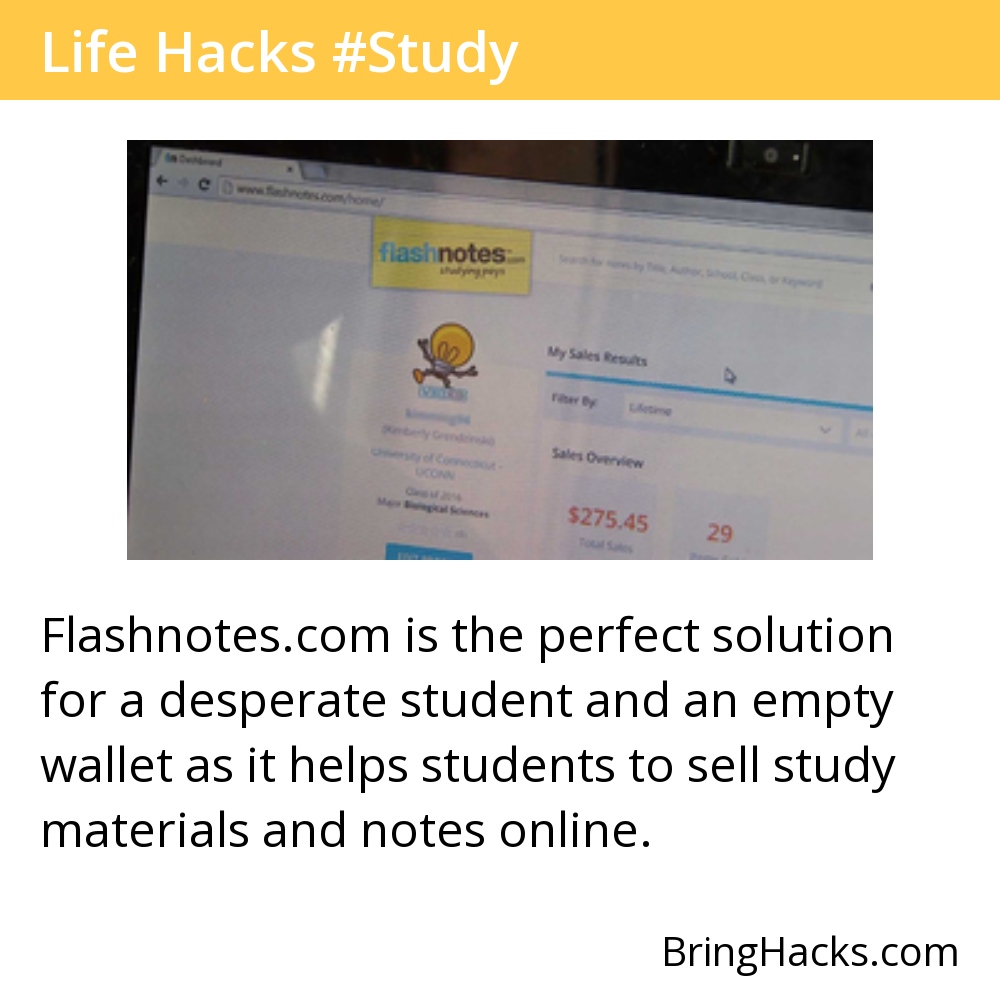 Life Hacks #Study
Dashboard
www.flashnotes.com/home/
flashnotes.com
studying pays
Search for notes by Title, Author, School, Class, or Keyword
My Sales Results
Filter By:
Lifetime
University of Connecticut -
UCONN
Class of 2016
Major Biological Sciences
Sales Overview
$275.45
29
Total Sales
Flashnotes.com is the perfect solution
for a desperate student and an empty
wallet as it helps students to sell study
materials and notes online.
BringHacks.com